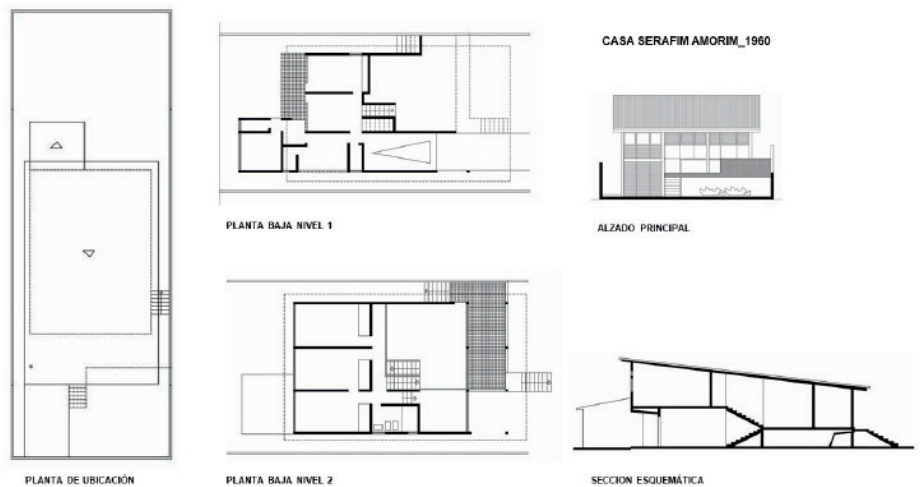 CASA SERAFIM AMORIM_1960
PLANTA BAJA NIVEL 1
ALZADO PRINCIPAL
PLANTA DE UBICACIÓN
PLANTA BAJA NIVEL 2
SECCION ESQUEMÁTICA